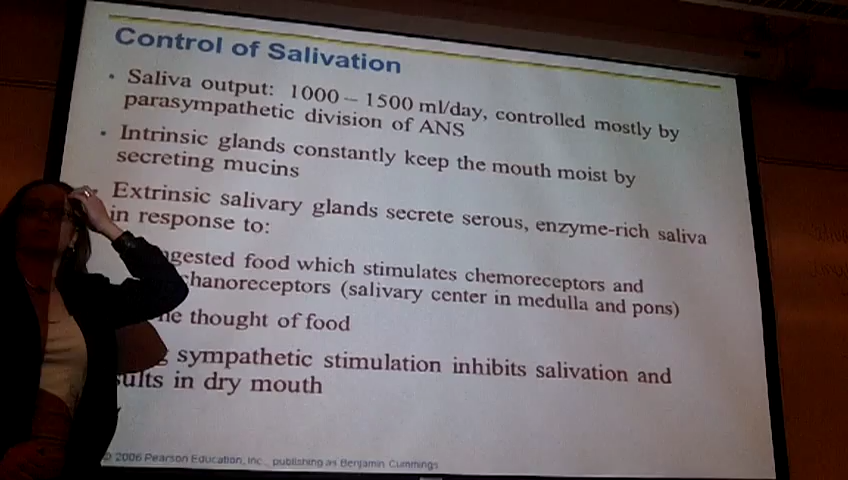 Control of Salivation
• Saliva output: 1000 – 1500 ml/day, controlled mostly by
parasympathetic division of ANS
• Intrinsic glands constantly keep the mouth moist by
secreting mucins
Extrinsic salivary glands secrete serous, enzyme-rich saliva
in response to:
gested food which stimulates chemoreceptors and
hanoreceptors (salivary center in medulla and pons)
he thought of food
g sympathetic stimulation inhibits salivation and
sults in dry mouth
© 2006 Pearson Education, Inc., publishing as Benjamin Cummings